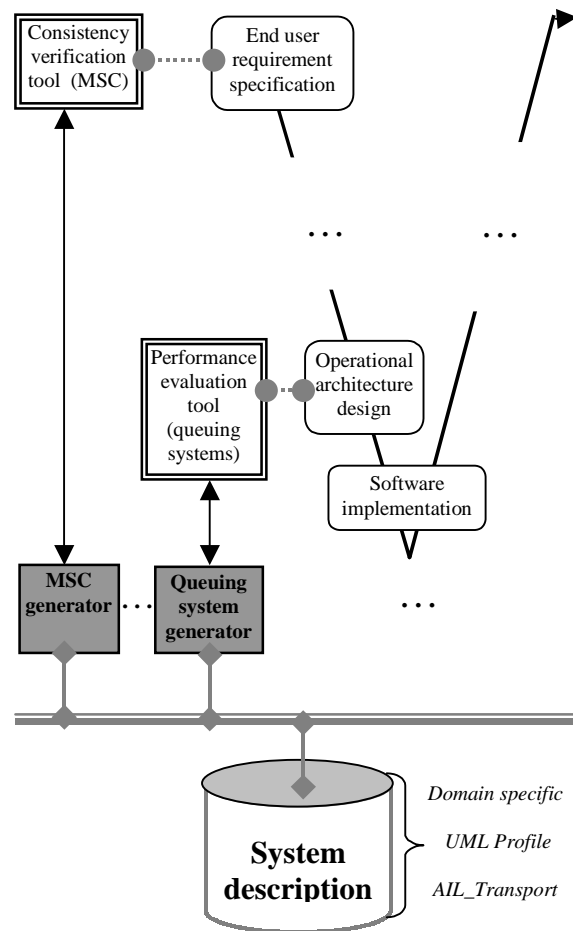 Consistency
verification
tool (MSC)
End user
requirement
specification
... ...
Performance
evaluation
tool
(queuing
systems)
Operational
architecture
design
Software
implementation
MSC
generator
...
Queuing
system
generator
...
System
description
Domain specific
UML Profile
AIL_Transport